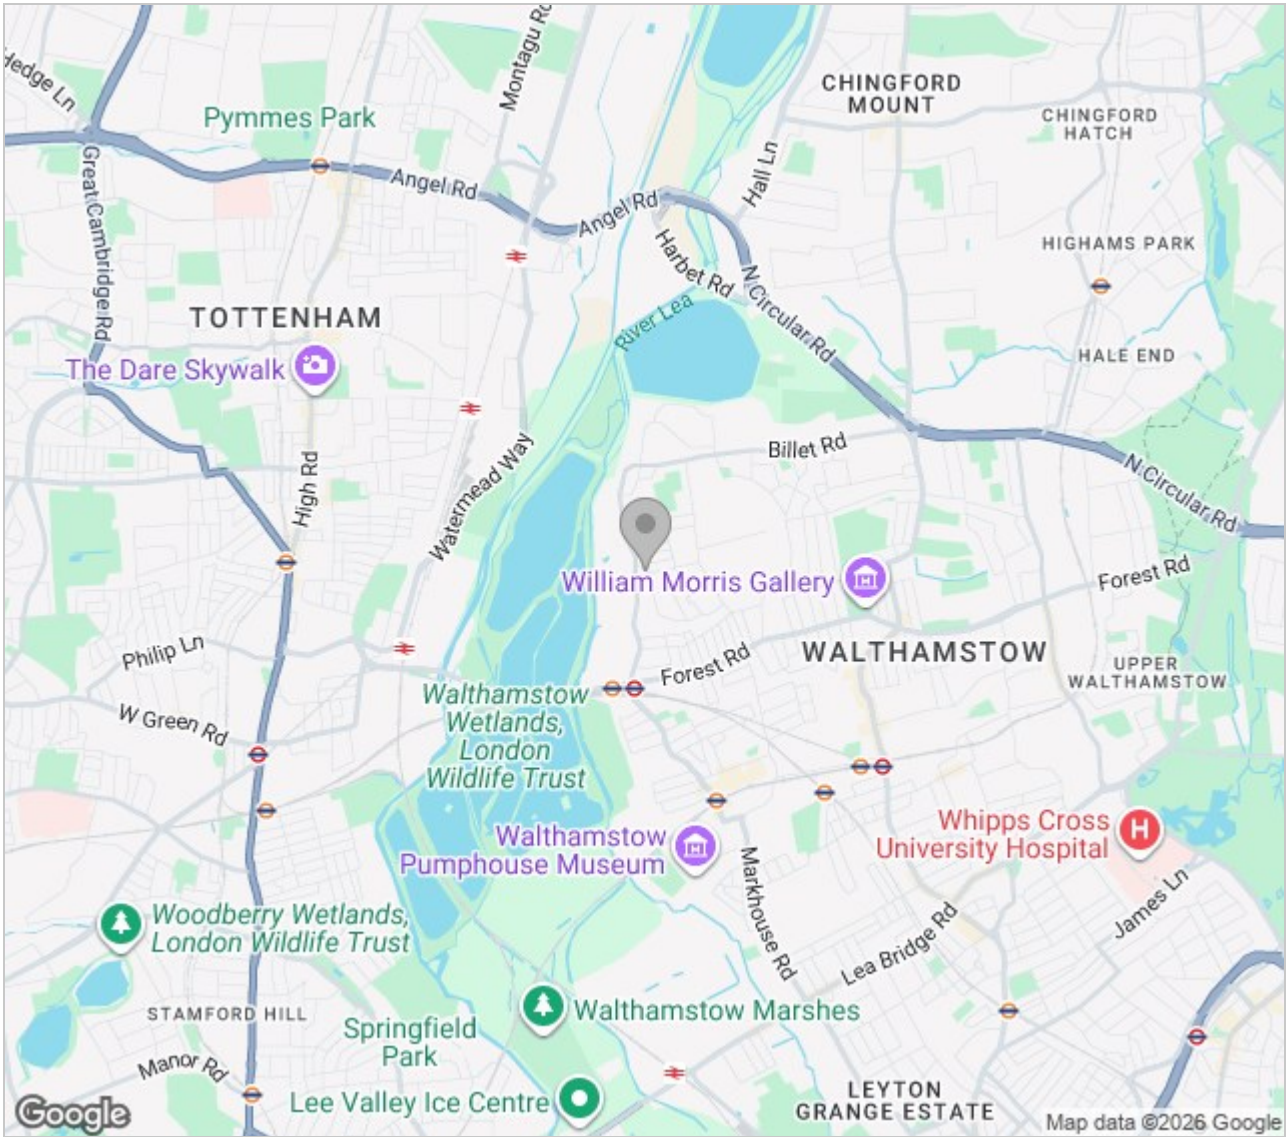 Hedge Ln
Montagu Rd
CHINGFORD
MOUNT
CHINGFORD
HATCH
Pymmes Park
Hall Ln
Great Cambridge Rd
Angel Rd
Angel Rd
Harbet Rd
HIGHAMS PARK
N Circular Rd
River Lea
TOTTENHAM
HALE END
The Dare Skywalk
High Rd
Watermead Way
Billet Rd
N Circular Rd
William Morris Gallery
Forest Rd
Philip Ln
WALTHAMSTOW
Forest Rd
UPPER
WALTHAMSTOW
W Green Rd
Walthamstow
Wetlands,
London
Wildlife Trust
Whipps Cross
University Hospital
Walthamstow
Pumphouse Museum
Markhouse Rd
James Ln
Woodberry Wetlands,
London Wildlife Trust
Lea Bridge Rd
STAMFORD HILL
Springfield
Park
Walthamstow Marshes
Manor Rd
Lee Valley Ice Centre
LEYTON
GRANGE ESTATE
Google
Map data ©2026 Google